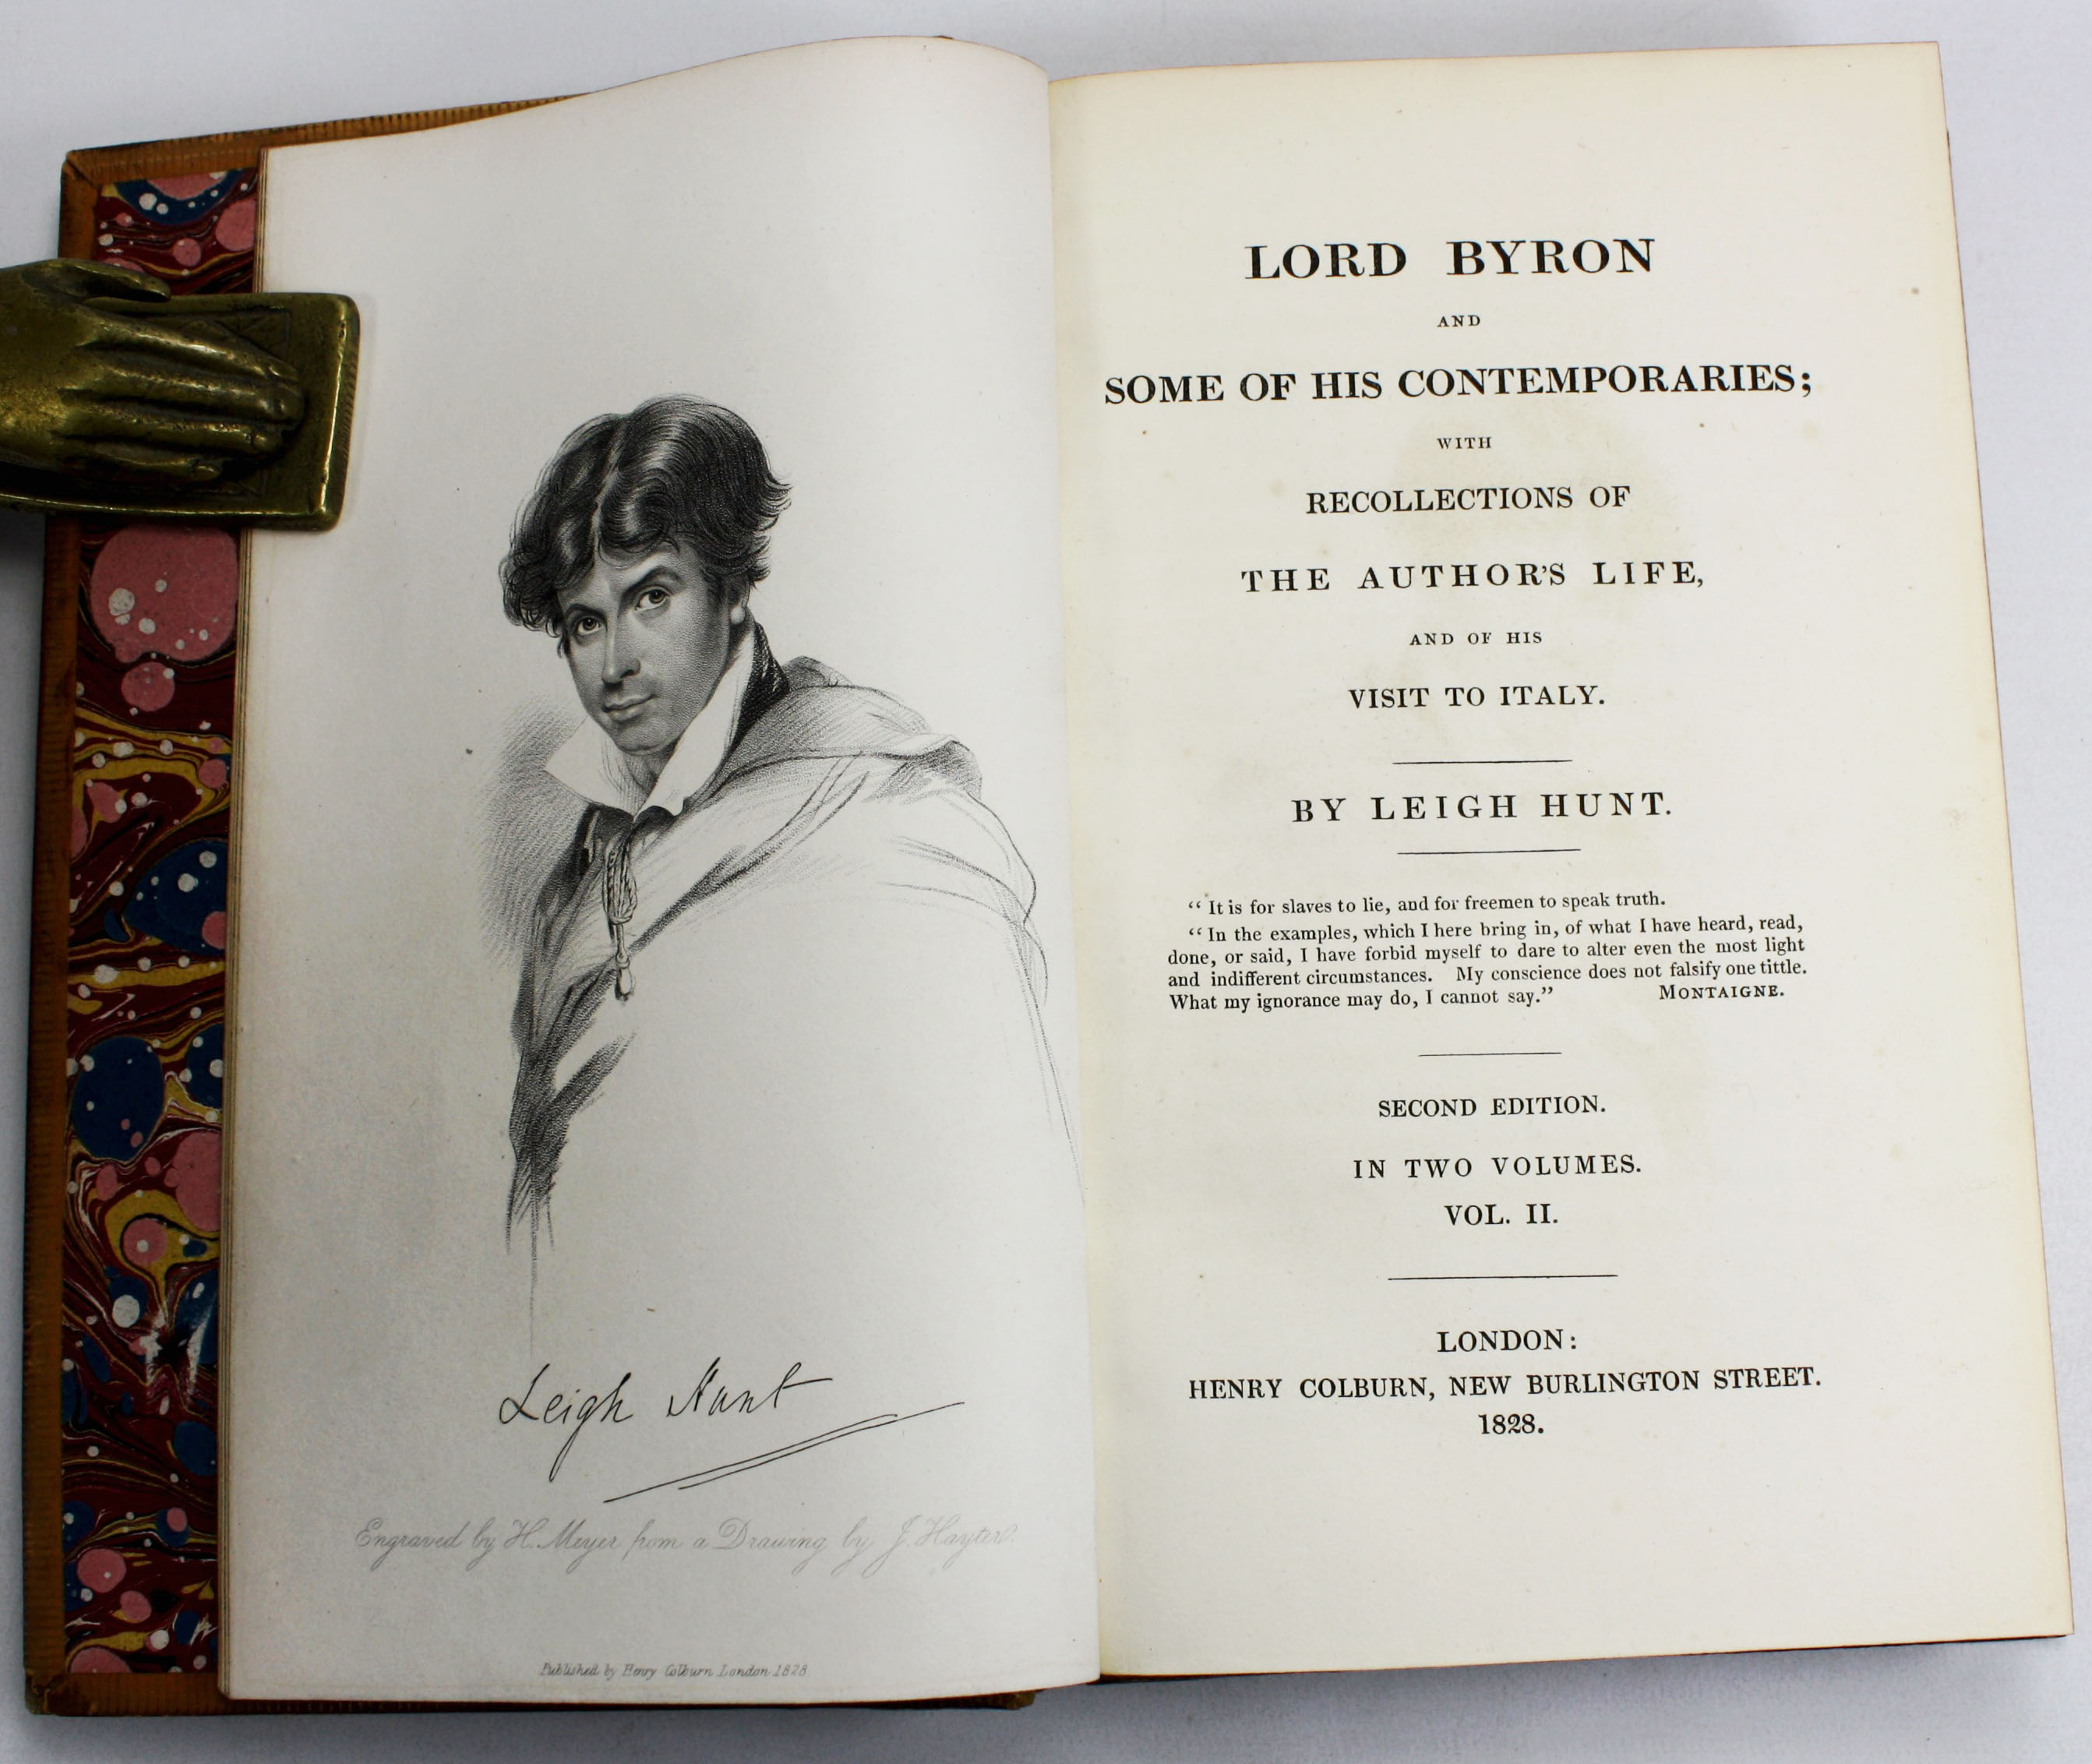 Leigh Hunt
Engraved by H. Meyer from a Drawing by J. Hayter.
Published by Henry Colburn London 1828
LORD BYRON
AND
SOME OF HIS CONTEMPORARIES;
WITH
RECOLLECTIONS OF
THE AUTHOR'S LIFE,
AND OF HIS
VISIT TO ITALY.
BY LEIGH HUNT.
“ It is for slaves to lie, and for freemen to speak truth.
“ In the examples, which I here bring in, of what I have heard, read,
done, or said, I have forbid myself to dare to alter even the most light
and indifferent circumstances. My conscience does not falsify one tittle.
What my ignorance may do, I cannot say.” MONTAIGNE.
SECOND EDITION.
IN TWO VOLUMES.
VOL. II.
LONDON:
HENRY COLBURN, NEW BURLINGTON STREET.
1828.